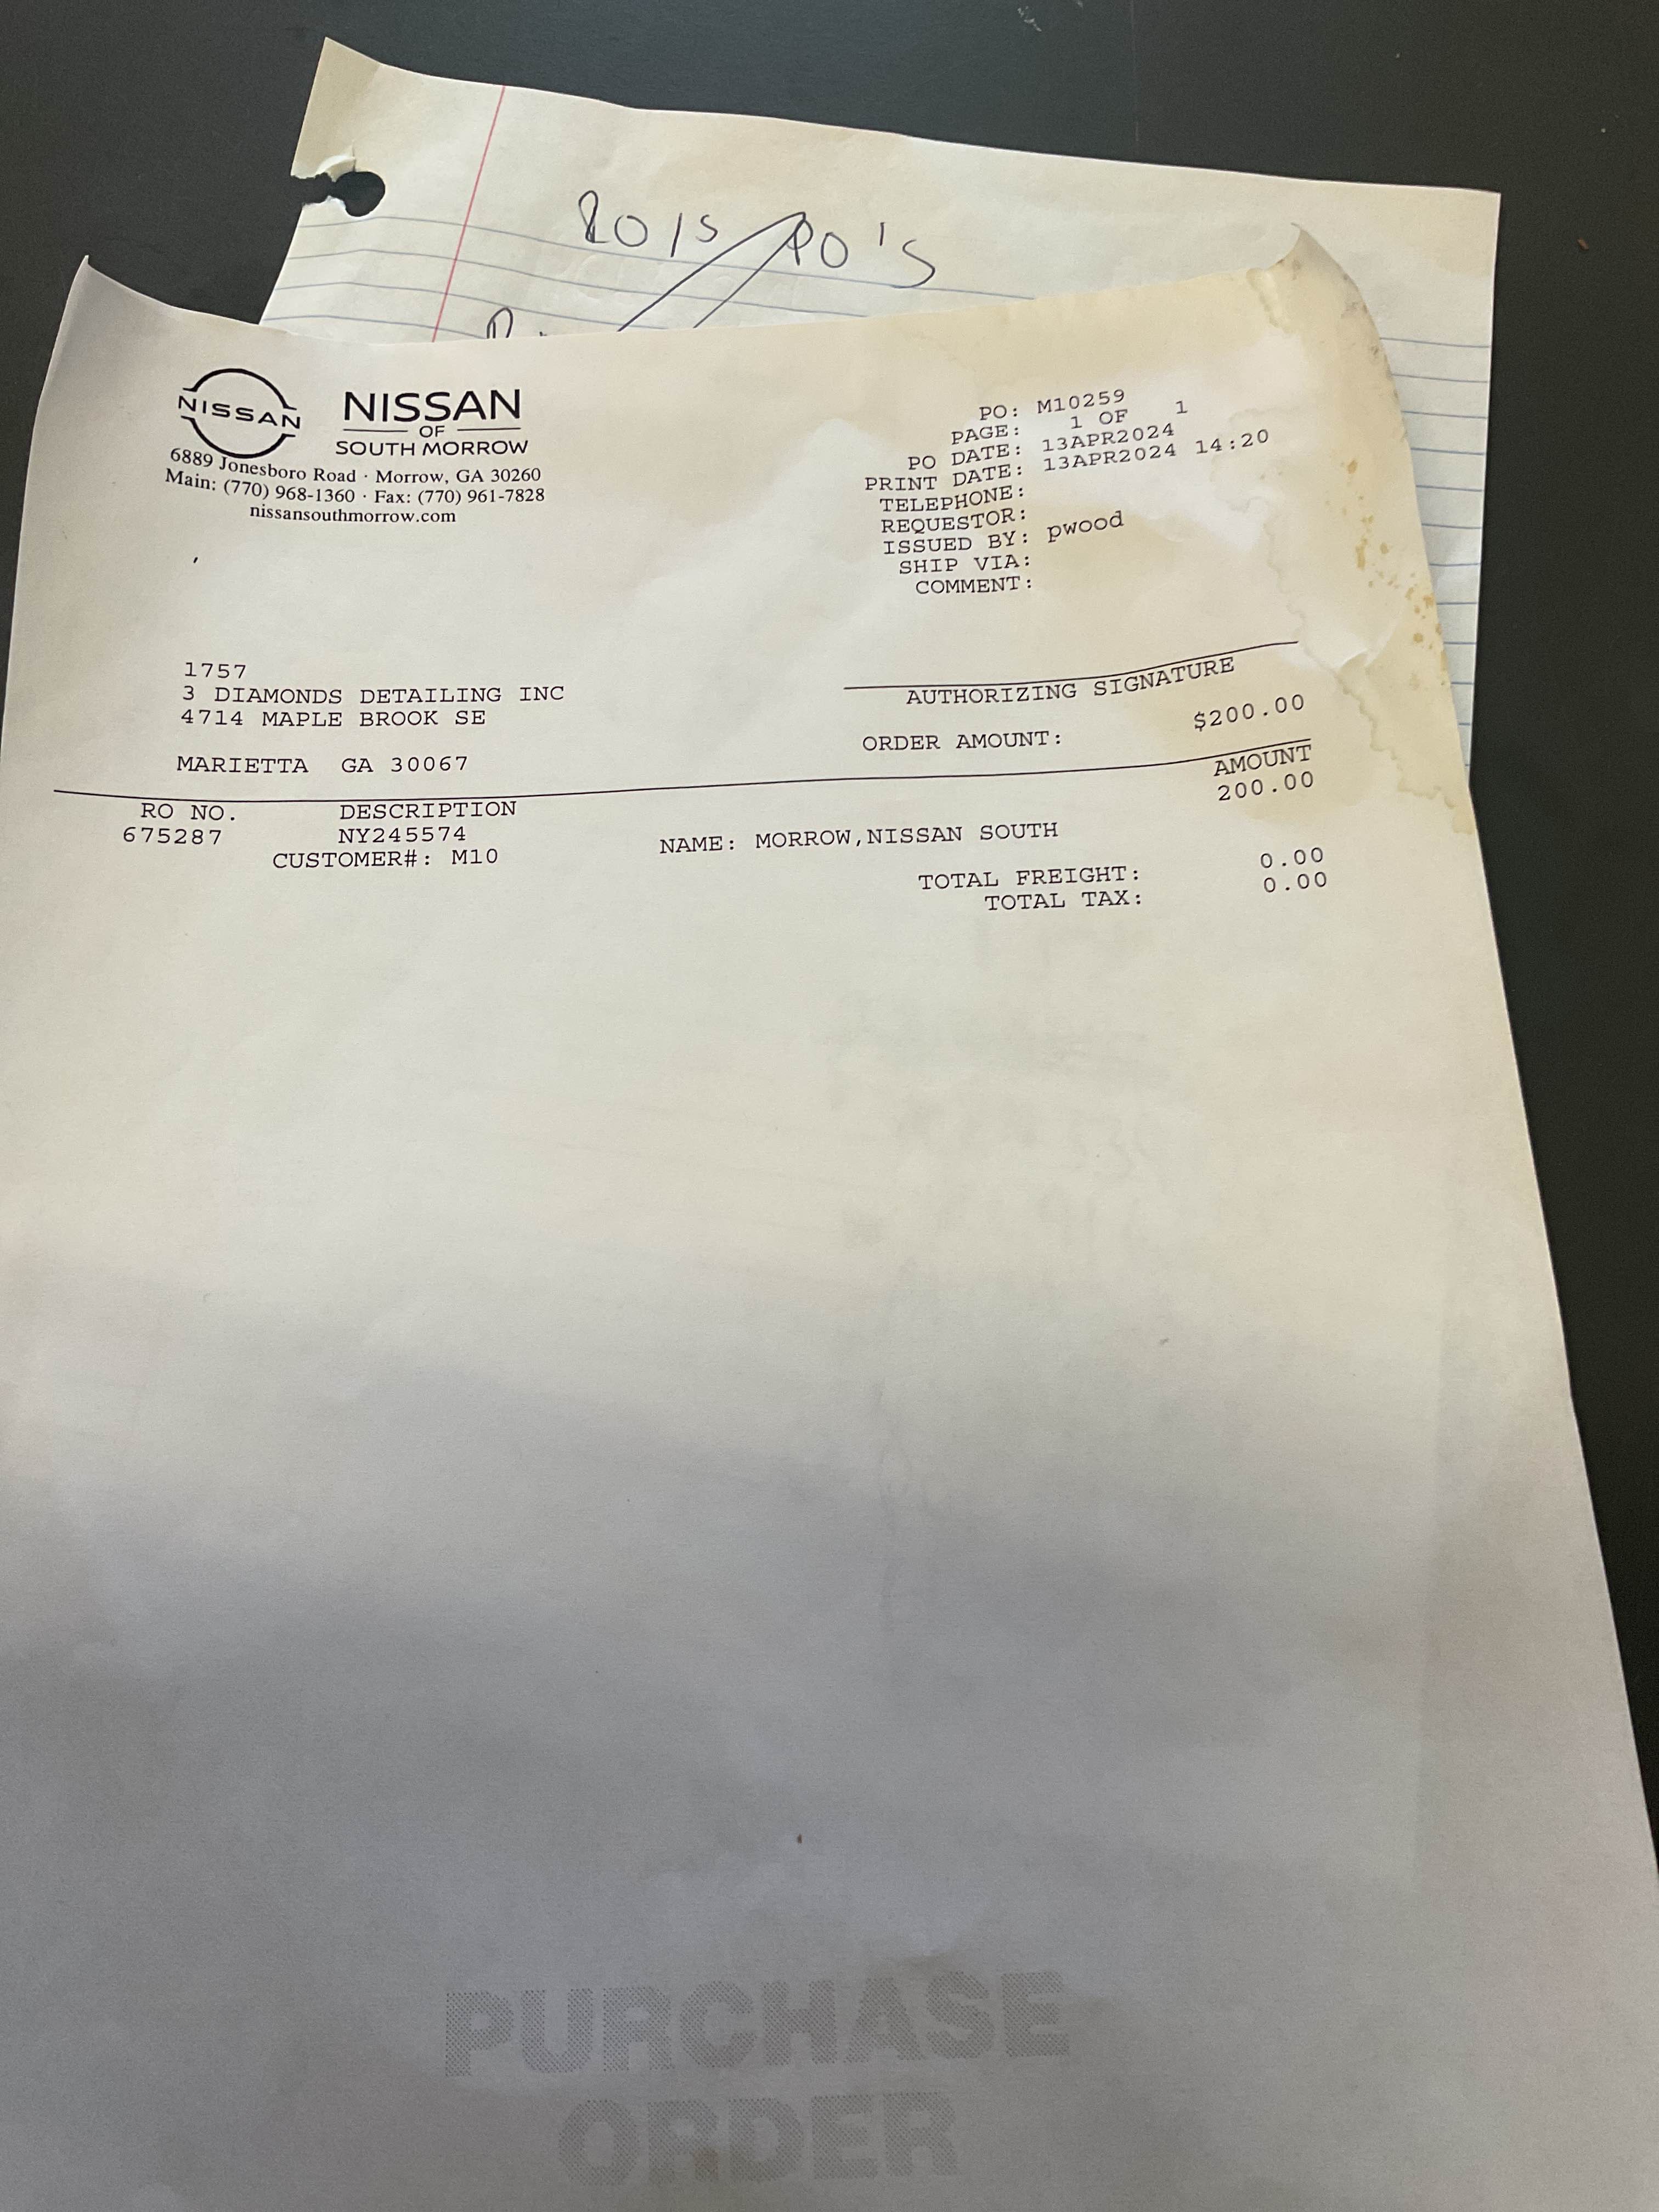 RO's PO's
NISSAN
NISSAN
OF
SOUTH MORROW
6889 Jonesboro Road · Morrow, GA 30260
Main: (770) 968-1360 · Fax: (770) 961-7828
nissansouthmorrow.com
PO: M10259
PAGE: 1 OF 1
PO DATE: 13APR2024
PRINT DATE: 13APR2024 14:20
TELEPHONE:
REQUESTOR:
ISSUED BY: pwood
SHIP VIA:
COMMENT:
1757
3 DIAMONDS DETAILING INC
4714 MAPLE BROOK SE
MARIETTA GA 30067
AUTHORIZING SIGNATURE
ORDER AMOUNT: $200.00
RO NO. DESCRIPTION AMOUNT
675287 NY245574 200.00
CUSTOMER#: M10 NAME: MORROW,NISSAN SOUTH
TOTAL FREIGHT: 0.00
TOTAL TAX: 0.00
PURCHASE
ORDER